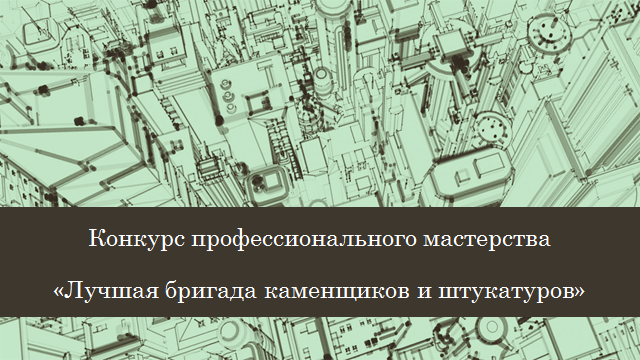 Конкурс профессионального мастерства
«Лучшая бригада каменщиков и штукатуров»